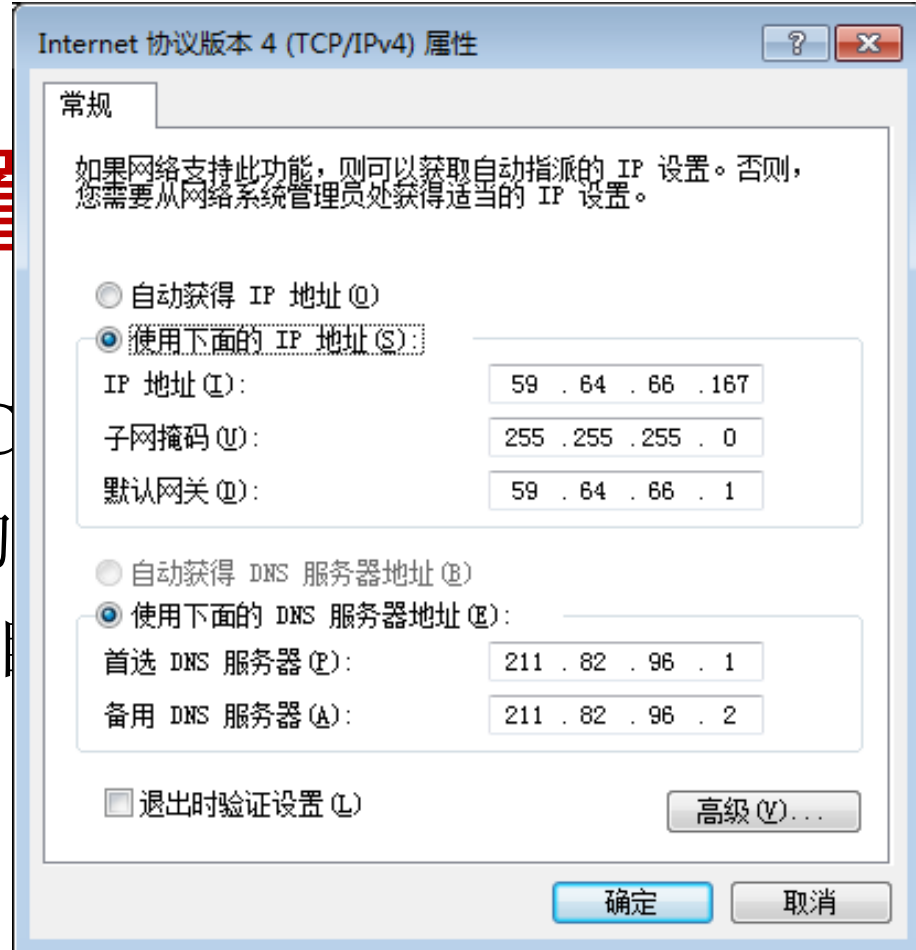 Internet 协议版本 4 (TCP/IPv4) 属性
常规
如果网络支持此功能，则可以获取自动指派的 IP 设置。否则，
您需要从网络系统管理员处获得适当的 IP 设置。
自动获得 IP 地址(O)
使用下面的 IP 地址(S):
IP 地址(I): 59 . 64 . 66 .167
子网掩码(U): 255 .255 .255 . 0
默认网关(D): 59 . 64 . 66 . 1
自动获得 DNS 服务器地址(B)
使用下面的 DNS 服务器地址(E):
首选 DNS 服务器(P): 211 . 82 . 96 . 1
备用 DNS 服务器(A): 211 . 82 . 96 . 2
退出时验证设置(L)
高级(V)...
确定 取消